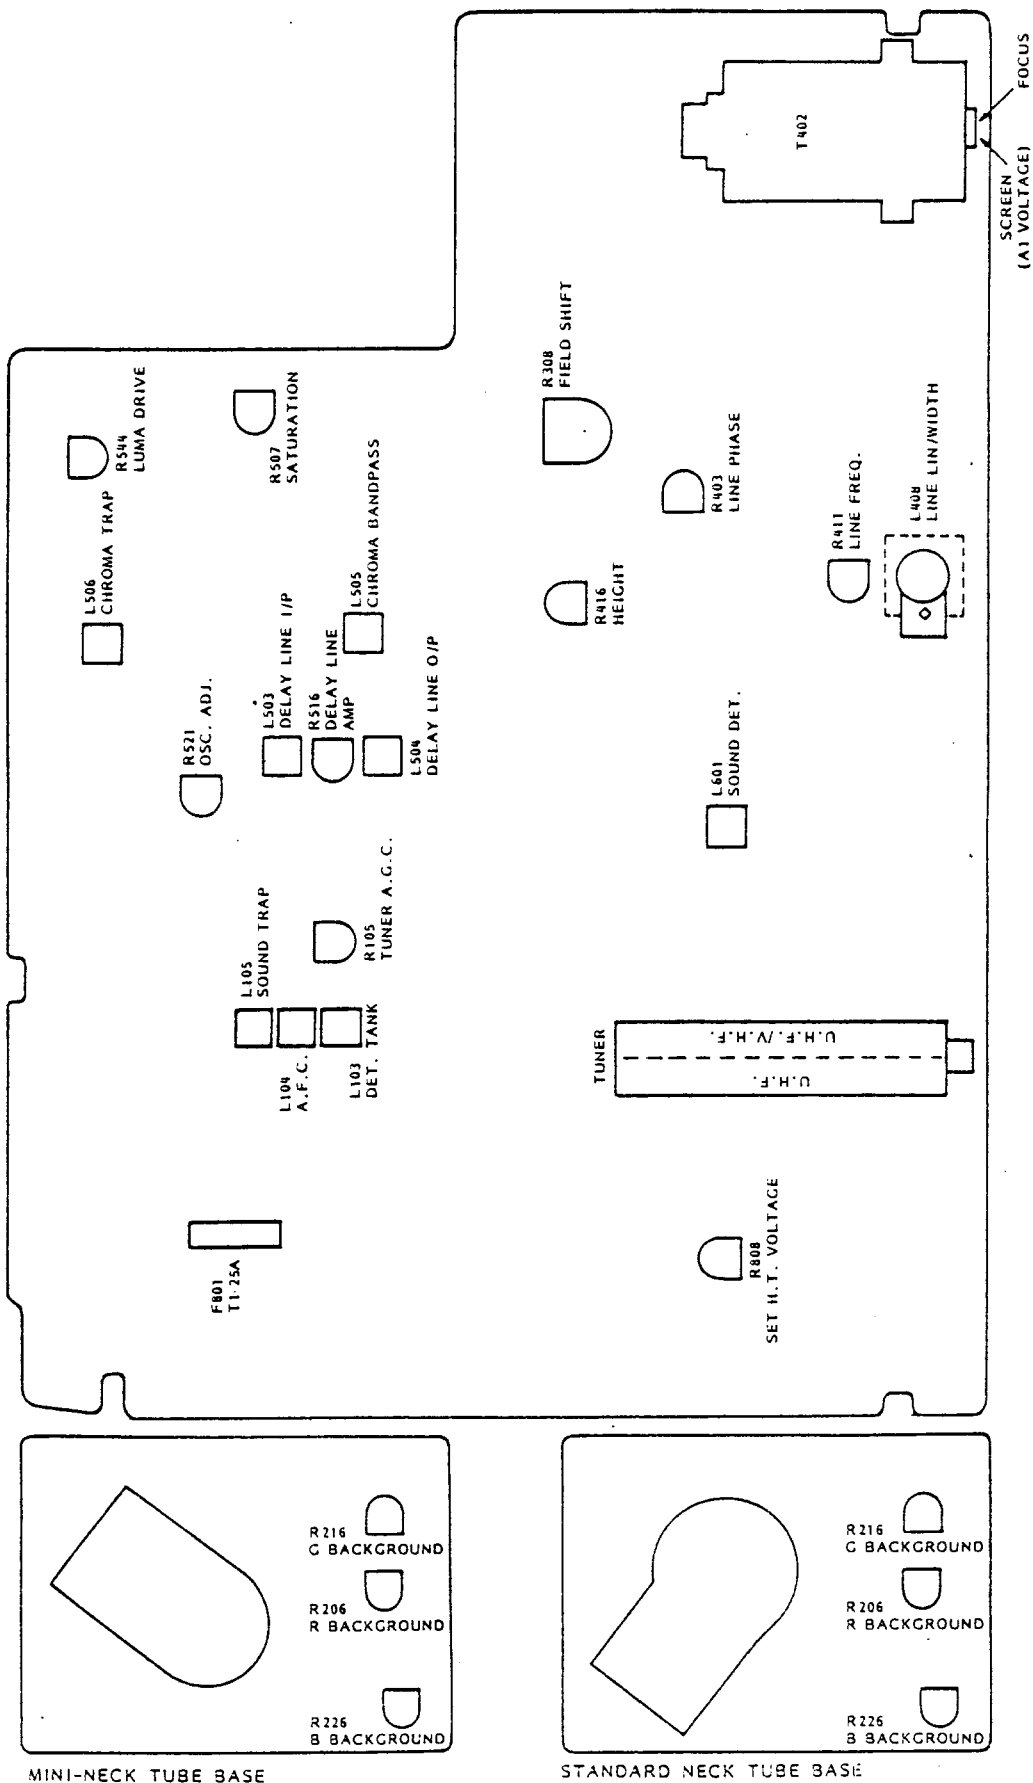 R544
LUMA DRIVE
R507
SATURATION
L506
CHROMA TRAP
L505
CHROMA BANDPASS
R521
OSC. ADJ.
L503
DELAY LINE I/P
R516
DELAY LINE
AMP
L504
DELAY LINE O/P
L105
SOUND TRAP
L104
A.F.C.
L103
DET. TANK
R105
TUNER A.G.C.
F801
T1·25A
T402
FOCUS
SCREEN
(A1 VOLTAGE)
R308
FIELD SHIFT
R403
LINE PHASE
R416
HEIGHT
R411
LINE FREQ.
L408
LINE LIN/WIDTH
L601
SOUND DET.
TUNER
U.H.F./V.H.F.
U.H.F.
R808
SET H.T. VOLTAGE
R216
G BACKGROUND
R206
R BACKGROUND
R226
B BACKGROUND
MINI-NECK TUBE BASE
R216
G BACKGROUND
R206
R BACKGROUND
R226
B BACKGROUND
STANDARD NECK TUBE BASE